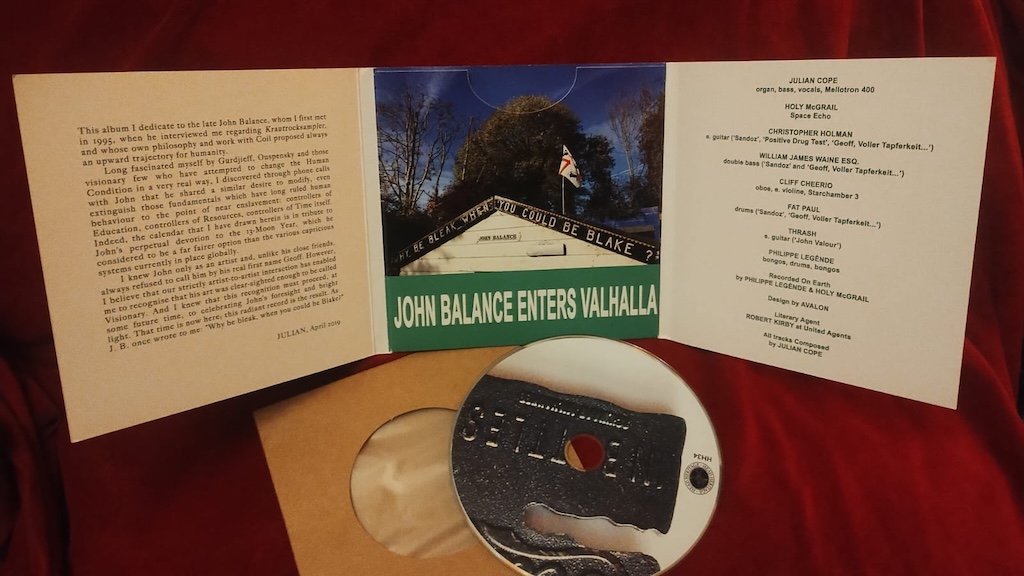 This album I dedicate to the late John Balance, whom I first met
in 1995, when he interviewed me regarding Krautrocksampler,
and whose own philosophy and work with Coil proposed always
an upward trajectory for humanity.
Long fascinated myself by Gurdjieff, Ouspensky and those
visionary few who have attempted to change the Human
Condition in a very real way, I discovered through phone calls
with John that he shared a similar desire to modify, even
extinguish those fundamentals which have long ruled human
behaviour to the point of near enslavement: controllers of
Education, controllers of Resources, controllers of Time itself.
Indeed, the calendar that I have drawn herein is in tribute to
John's perpetual devotion to the 13-Moon Year, which he
considered to be a far fairer option than the various capricious
systems currently in place globally.
I knew John only as an artist and, unlike his close friends,
always refused to call him by his real first name Geoff. However,
I believe that our strictly artist-to-artist interaction has enabled
me to recognise that his art was clear-sighted enough to be called
Visionary. And I knew that this recognition must proceed, at
some future time, to celebrating John's foresight and bright
light. That time is now here; this radiant record is the result. As
J. B. once wrote to me: "Why be bleak, when you could be Blake?"
JULIAN, April 2019
WHY BE BLEAK WHEN YOU COULD BE BLAKE ?
JOHN BALANCE
JOHN BALANCE ENTERS VALHALLA
JULIAN COPE
organ, bass, vocals, Mellotron 400
HOLY McGRAIL
Space Echo
CHRISTOPHER HOLMAN
e. guitar ('Sandoz', 'Positive Drug Test', 'Geoff, Voller Tapferkeit...')
WILLIAM JAMES WAINE ESQ.
double bass ('Sandoz' and 'Geoff, Voller Tapferkeit...')
CLIFF CHEERIO
oboe, e. violine, Starchamber 3
FAT PAUL
drums ('Sandoz', 'Geoff, Voller Tapferkeit...')
THRASH
s. guitar ('John Valour')
PHILIPPE LEGÈNDE
bongos, drums, bongos
Recorded On Earth
by PHILIPPE LEGÈNDE & HOLY McGRAIL
Design by AVALON
Literary Agent
ROBERT KIRBY at United Agents
All tracks Composed
by JULIAN COPE
HH34